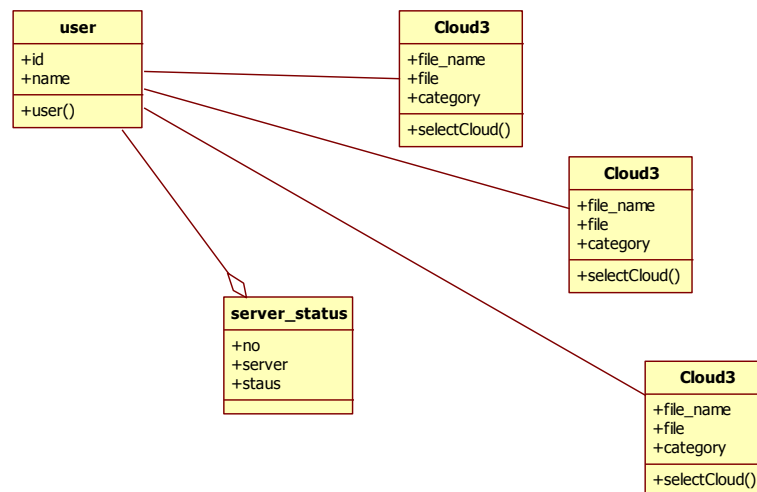 user
+id
+name
+user()
Cloud3
+file_name
+file
+category
+selectCloud()
Cloud3
+file_name
+file
+category
+selectCloud()
server_status
+no
+server
+staus
Cloud3
+file_name
+file
+category
+selectCloud()